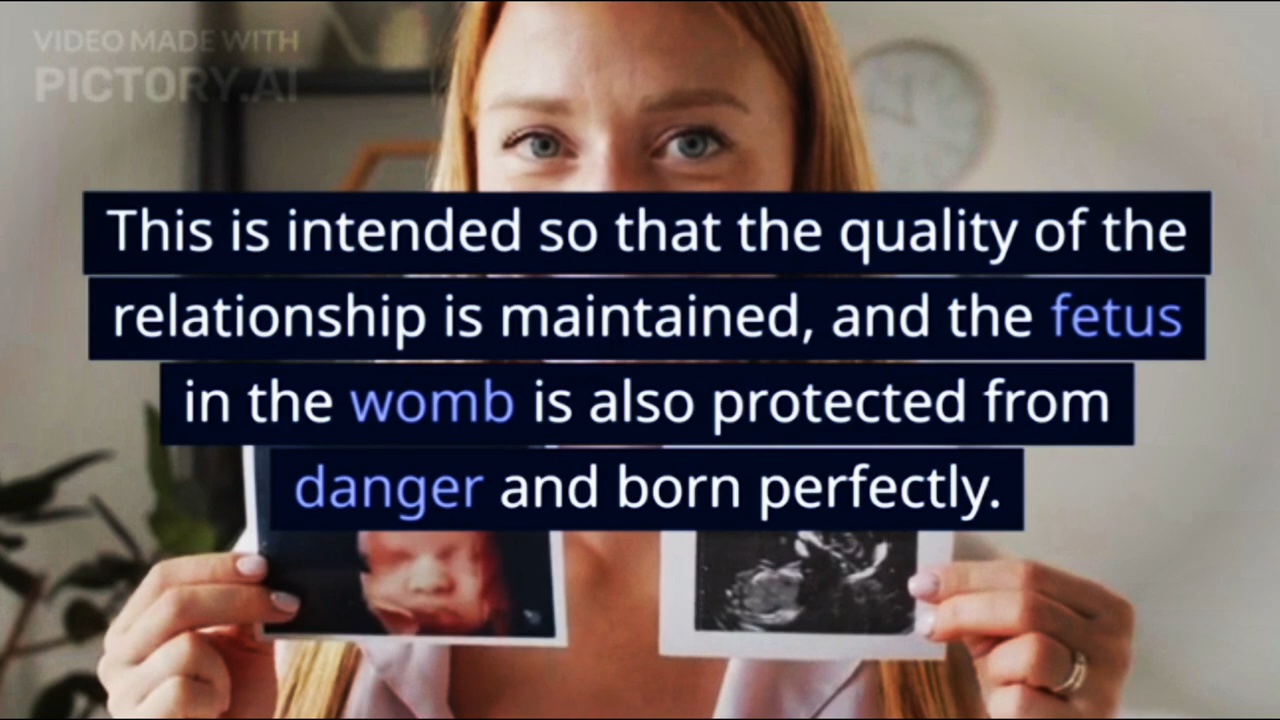 VIDEO MADE WITH
PICTORY.AI
This is intended so that the quality of the
relationship is maintained, and the fetus
in the womb is also protected from
danger and born perfectly.